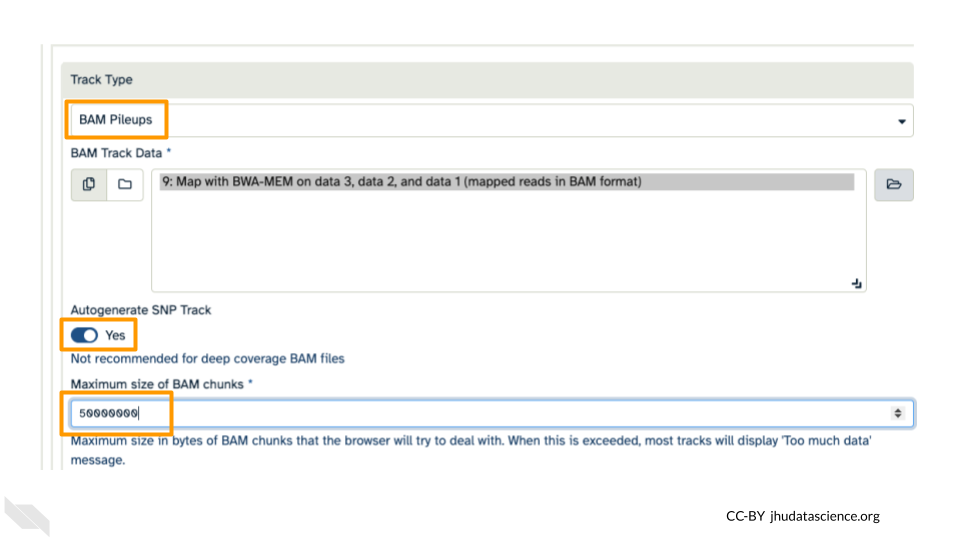 Track Type
BAM Pileups
BAM Track Data *
9: Map with BWA-MEM on data 3, data 2, and data 1 (mapped reads in BAM format)
Autogenerate SNP Track
Yes
Not recommended for deep coverage BAM files
Maximum size of BAM chunks *
50000000
Maximum size in bytes of BAM chunks that the browser will try to deal with. When this is exceeded, most tracks will display 'Too much data'
message.
CC-BY jhudatascience.org